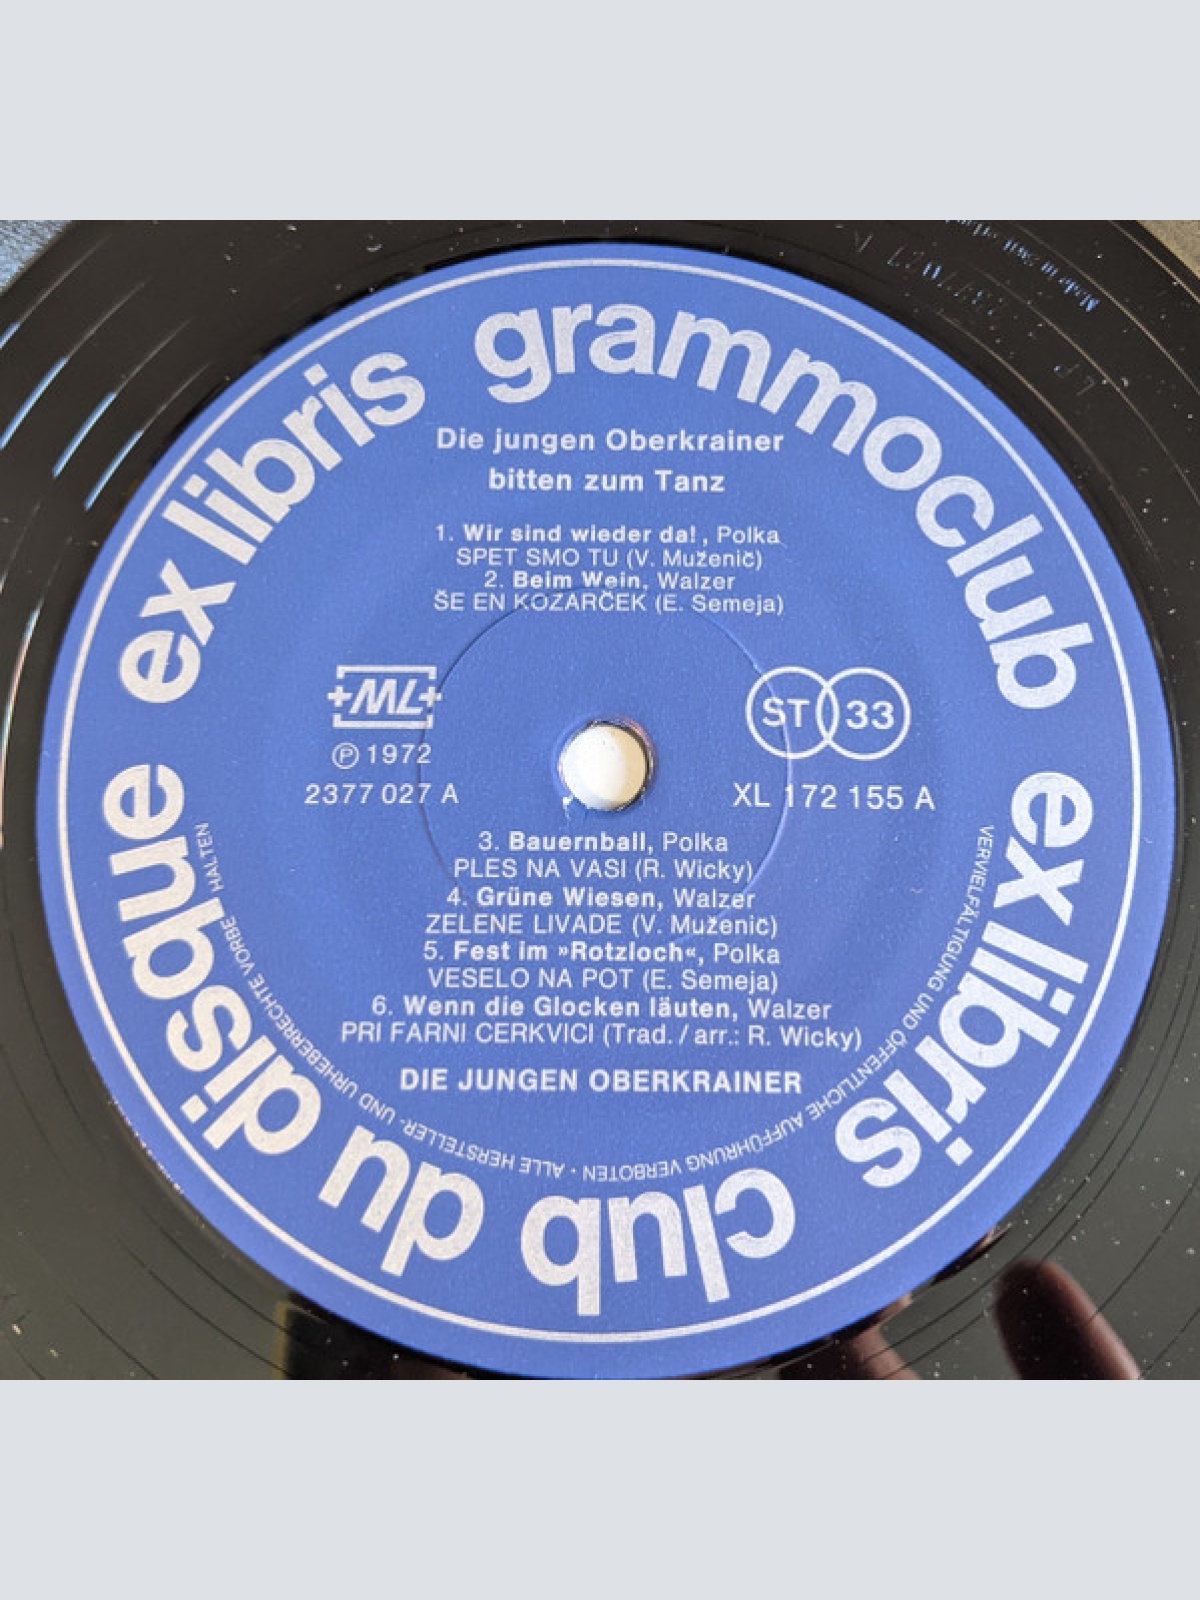 ex libris grammoclub
Die jungen Oberkrainer
bitten zum Tanz
1. Wir sind wieder da!, Polka
SPET SMO TU (V. Muženič)
2. Beim Wein, Walzer
ŠE EN KOZARČEK (E. Semeja)
+ML+
ST 33
Ⓟ 1972
2377 027 A
XL 172 155 A
3. Bauernball, Polka
PLES NA VASI (R. Wicky)
4. Grüne Wiesen, Walzer
ZELENE LIVADE (V. Muženič)
5. Fest im »Rotzloch«, Polka
VESELO NA POT (E. Semeja)
6. Wenn die Glocken läuten, Walzer
PRI FARNI CERKVICI (Trad. / arr.: R. Wicky)
DIE JUNGEN OBERKRAINER
VERVIELFÄLTIGUNG UND ÖFFENTLICHE AUFFÜHRUNG VERBOTEN · ALLE HERSTELLER- UND URHEBERRECHTE VORBEHALTEN
ex libris club du disque